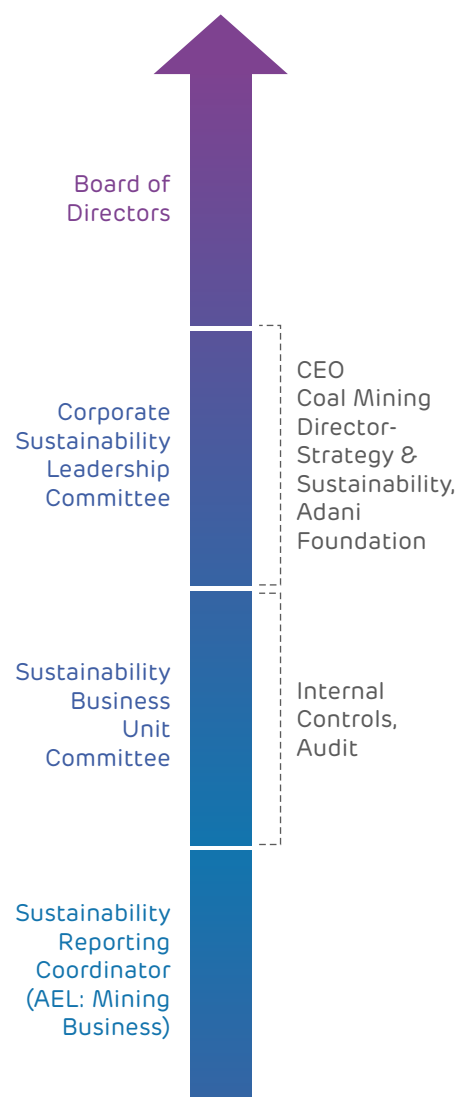 Board of
Directors
CEO
Coal Mining
Director-
Strategy &
Sustainability,
Adani
Foundation
Corporate
Sustainability
Leadership
Committee
Sustainability
Business
Unit
Committee
Internal
Controls,
Audit
Sustainability
Reporting
Coordinator
(AEL: Mining
Business)